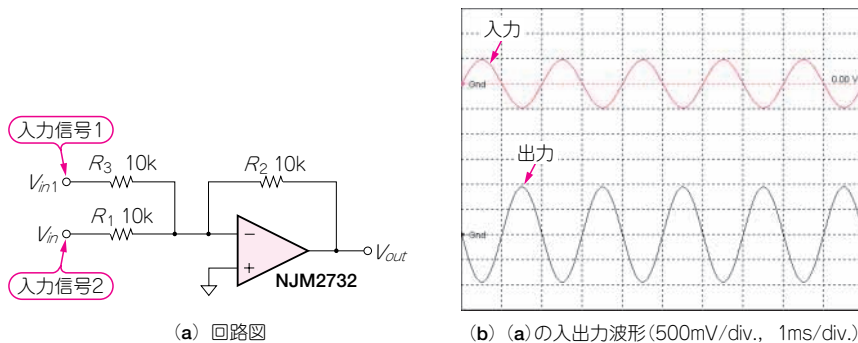 入力信号1
V_in1
R_3 10k
R_2 10k
V_in
R_1 10k
−
+
NJM2732
V_out
入力信号2
(a) 回路図
入力
Gnd
0.00 V
出力
Gnd
(b) (a)の入出力波形(500mV/div., 1ms/div.)